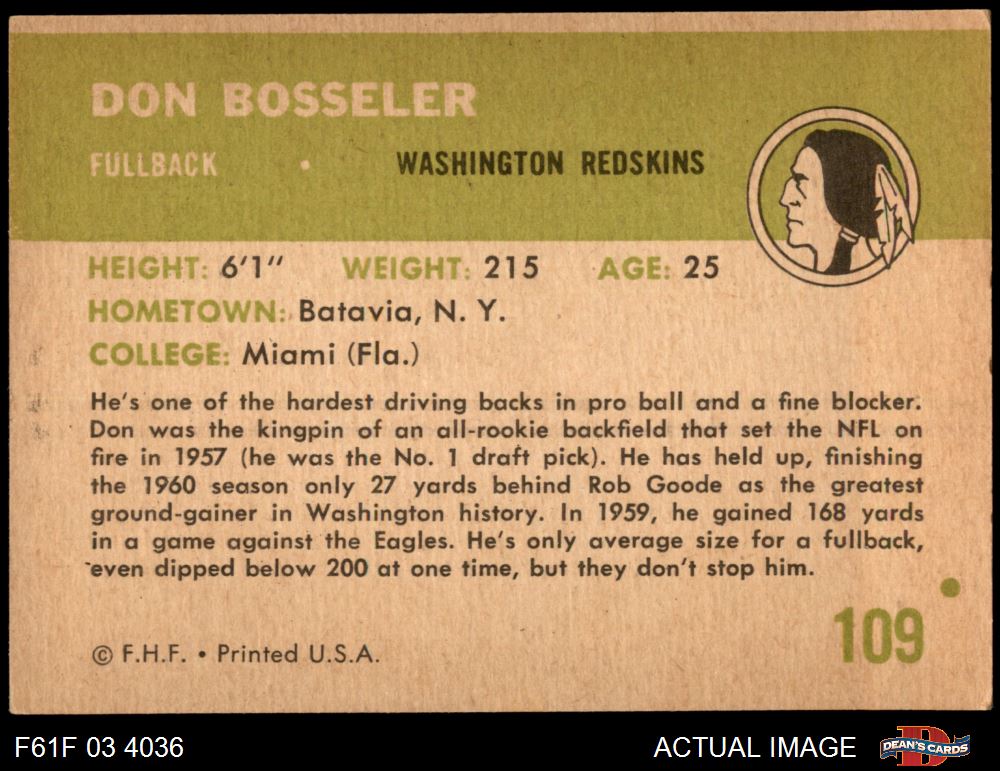 DON BOSSELER
FULLBACK • WASHINGTON REDSKINS
HEIGHT: 6'1" WEIGHT: 215 AGE: 25
HOMETOWN: Batavia, N. Y.
COLLEGE: Miami (Fla.)
He's one of the hardest driving backs in pro ball and a fine blocker.
Don was the kingpin of an all-rookie backfield that set the NFL on
fire in 1957 (he was the No. 1 draft pick). He has held up, finishing
the 1960 season only 27 yards behind Rob Goode as the greatest
ground-gainer in Washington history. In 1959, he gained 168 yards
in a game against the Eagles. He's only average size for a fullback,
even dipped below 200 at one time, but they don't stop him.
109
© F.H.F. • Printed U.S.A.
F61F 03 4036
ACTUAL IMAGE
DEAN'S CARDS